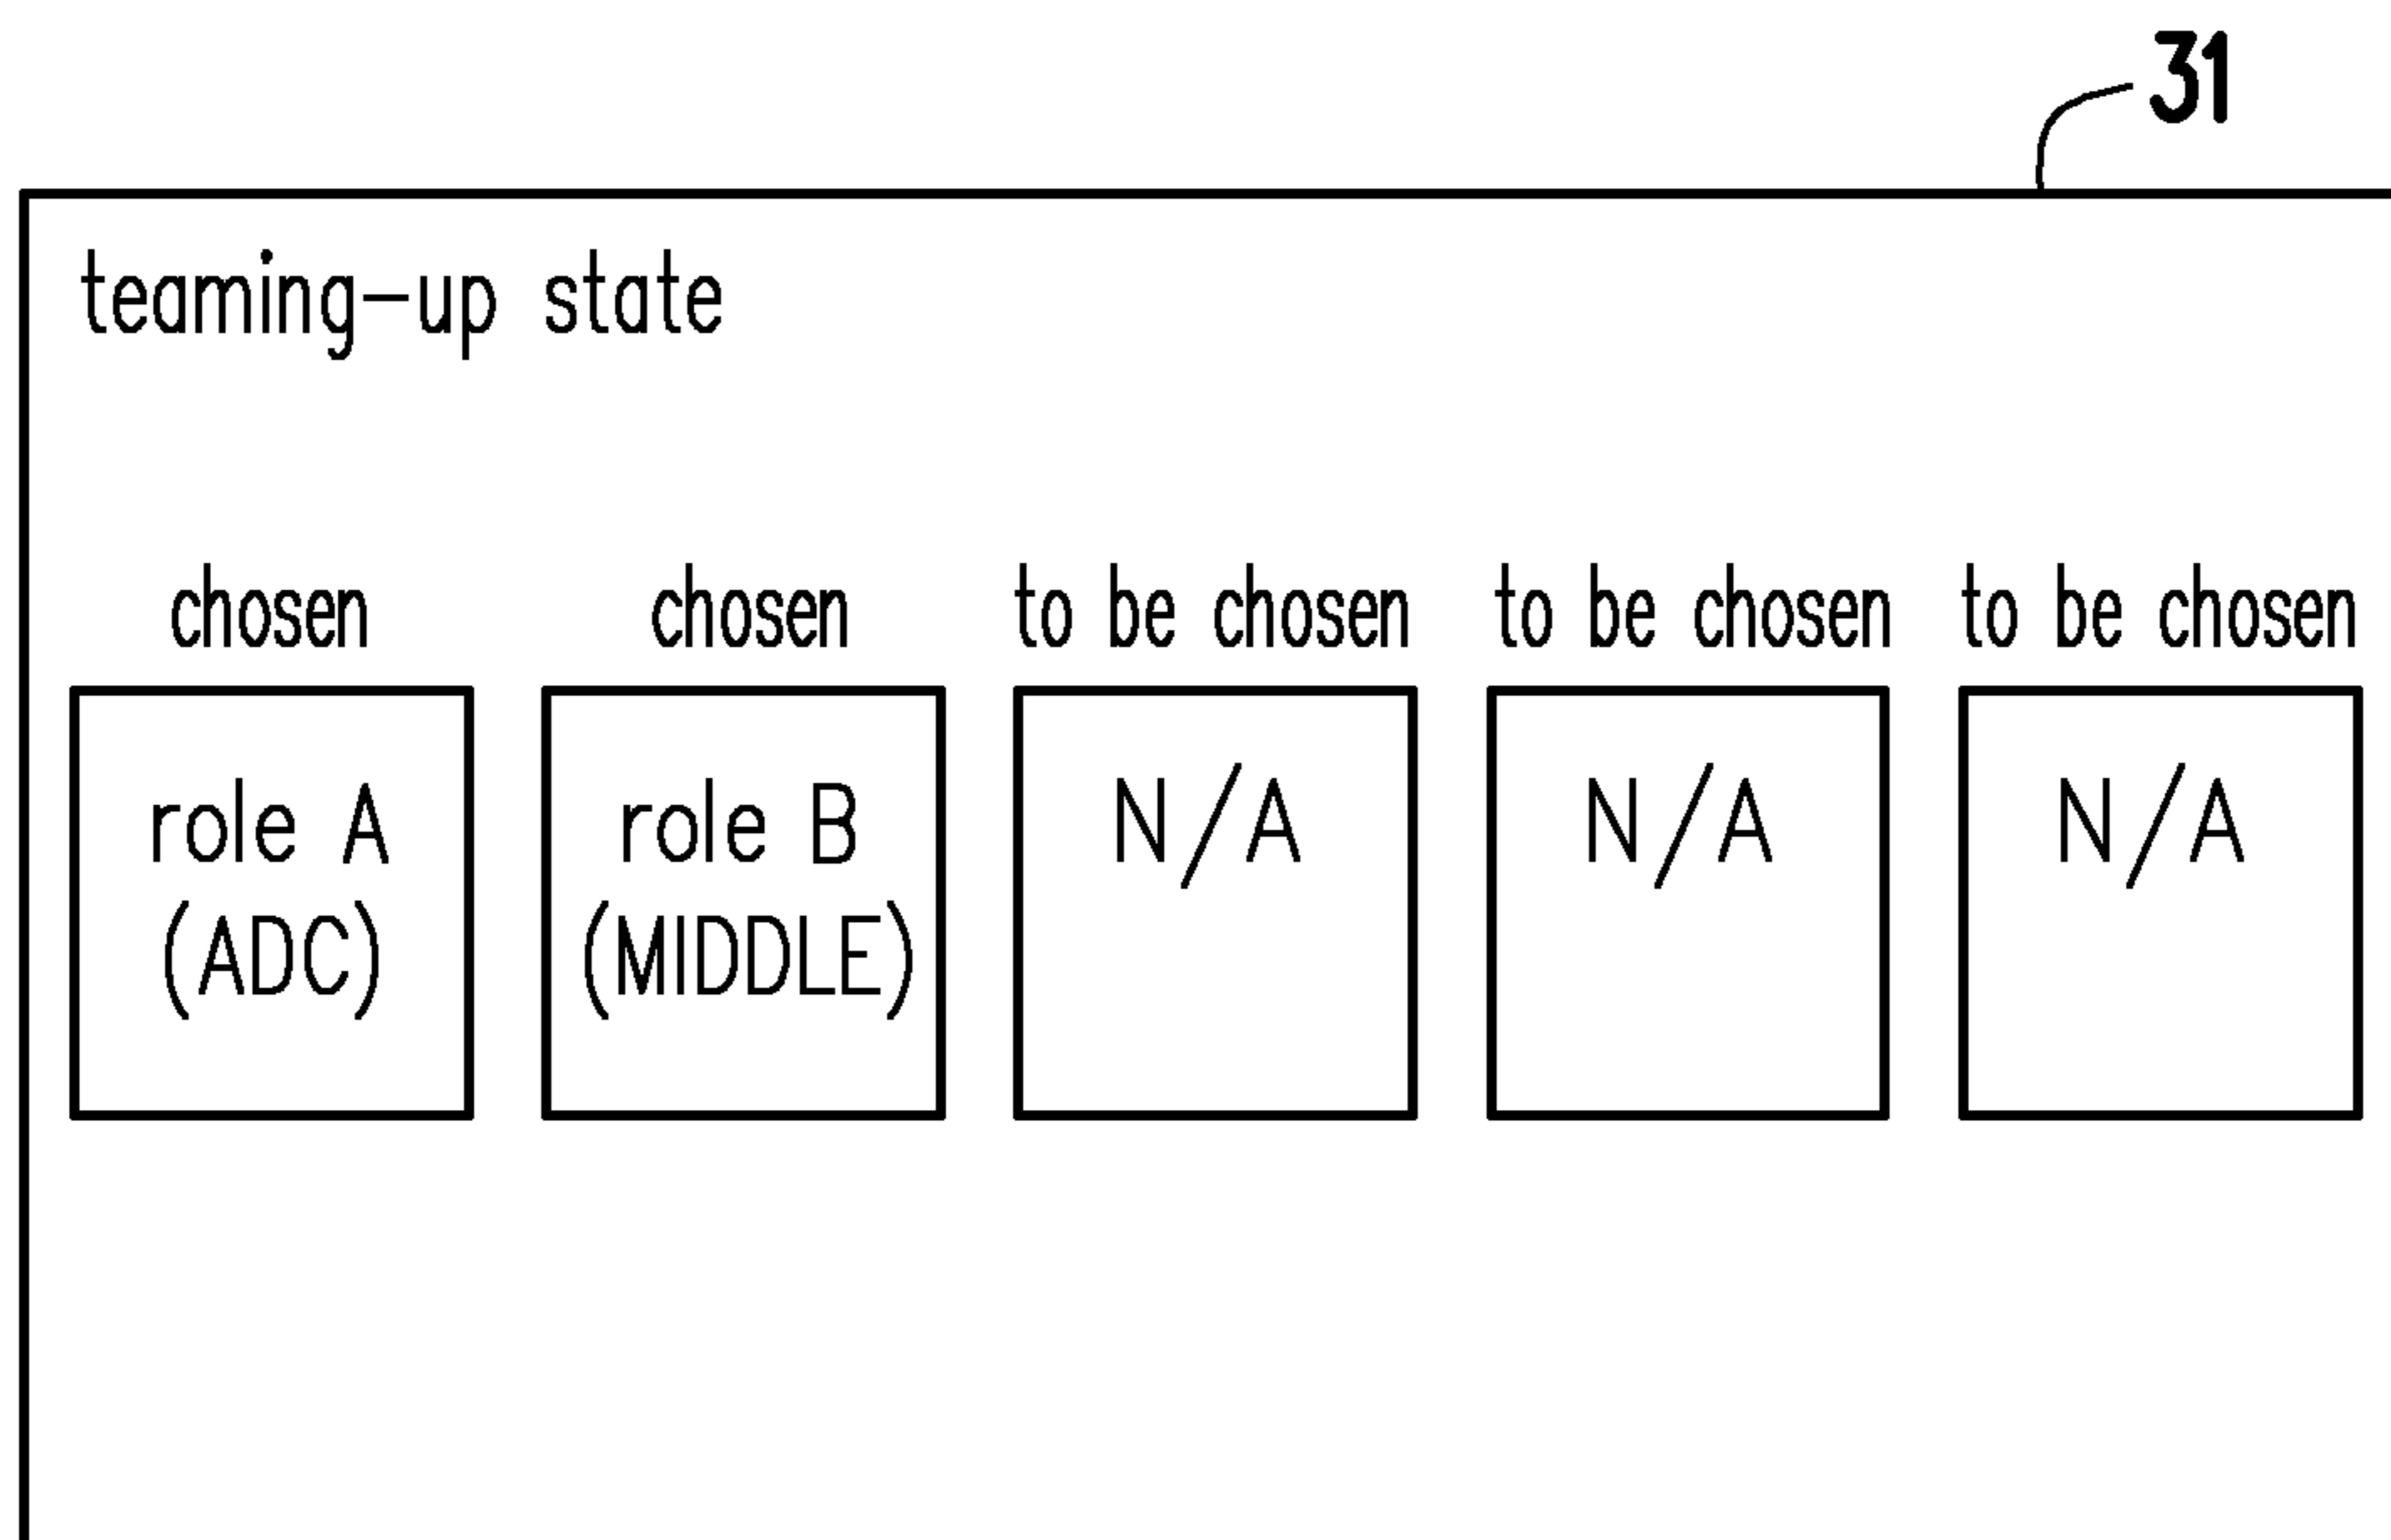 31
teaming-up state
chosen chosen to be chosen to be chosen to be chosen
role A role B N/A N/A N/A
(ADC) (MIDDLE)